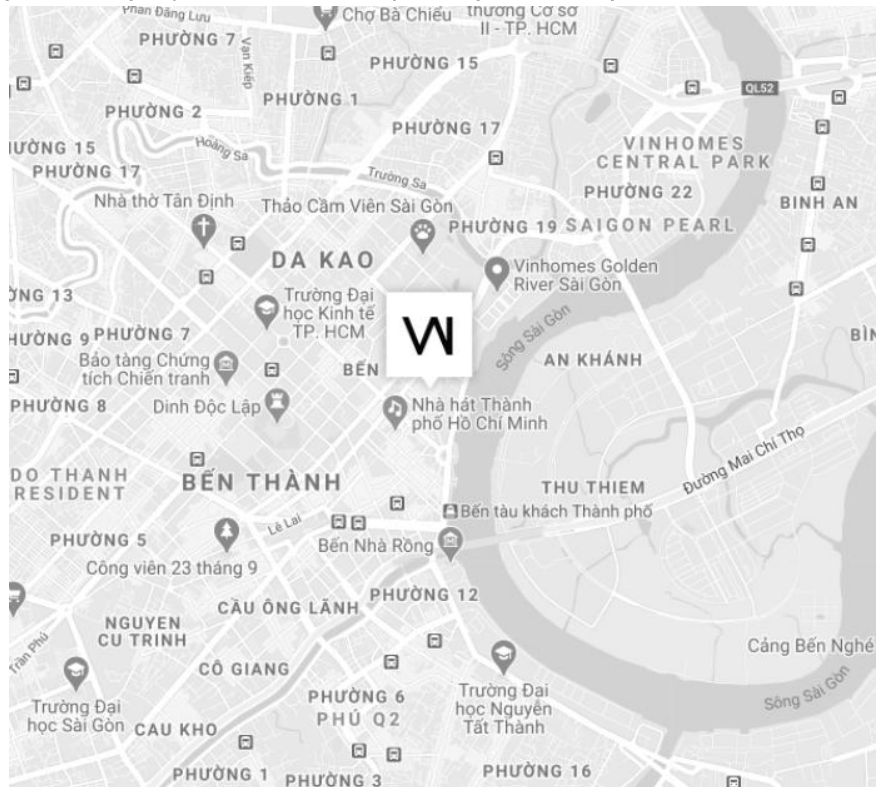 Phan Đăng Lưu
Chợ Bà Chiểu
thương Cơ sở
II - TP. HCM
PHƯỜNG 7
Vạn Kiếp
PHƯỜNG 15
QL52
PHƯỜNG 1
PHƯỜNG 2
PHƯỜNG 17
Hoàng Sa
VINHOMES
CENTRAL PARK
PHƯỜNG 17
Trường Sa
PHƯỜNG 22
Nhà thờ Tân Định
Thảo Cầm Viên Sài Gòn
BINH AN
PHƯỜNG 19
SAIGON PEARL
DA KAO
Vinhomes Golden
River Sài Gòn
Trường Đại
học Kinh tế
TP. HCM
W
Sông Sài Gòn
PHƯỜNG 7
Bảo tàng Chứng
tích Chiến tranh
BẾN
AN KHÁNH
PHƯỜNG 8
Dinh Độc Lập
Nhà hát Thành
phố Hồ Chí Minh
Đường Mai Chí Thọ
DO THANH
RESIDENT
BẾN THÀNH
THU THIEM
Bến tàu khách Thành phố
Lê Lai
PHƯỜNG 5
Bến Nhà Rồng
Công viên 23 tháng 9
CẦU ÔNG LÃNH
PHƯỜNG 12
NGUYEN
CU TRINH
Trần Phú
Cảng Bến Nghé
CÔ GIANG
Trường Đại
học Sài Gòn
PHƯỜNG 6
PHÚ Q2
Trường Đại
học Nguyễn
Tất Thành
Sông Sài Gòn
CAU KHO
PHƯỜNG 1
PHƯỜNG 3
PHƯỜNG 16